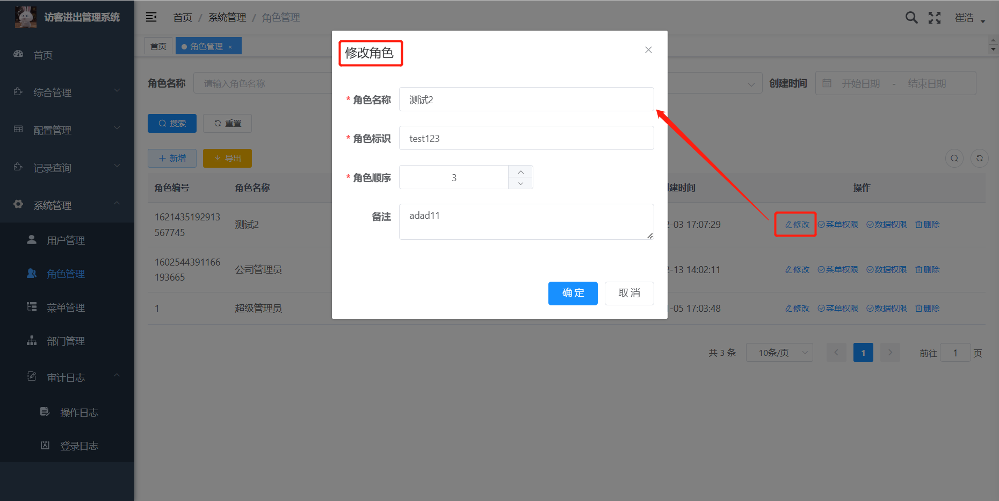 访客进出管理系统
首页 / 系统管理 / 角色管理
崔浩
首页
角色管理 ×
首页
综合管理
配置管理
记录查询
系统管理
用户管理
角色管理
菜单管理
部门管理
审计日志
操作日志
登录日志
角色名称 请输入角色名称
创建时间 开始日期 - 结束日期
搜索 重置
新增 导出
角色编号 角色名称 建时间 操作
1621435192913
567745
测试2 -03 17:07:29 修改 菜单权限 数据权限 删除
1602544391166
193665
公司管理员 2-13 14:02:11 修改 菜单权限 数据权限 删除
1 超级管理员 -05 17:03:48 修改 菜单权限 数据权限 删除
共 3 条 10条/页 1 前往 1 页
修改角色
* 角色名称 测试2
* 角色标识 test123
* 角色顺序 3
备注 adad11
确 定 取 消